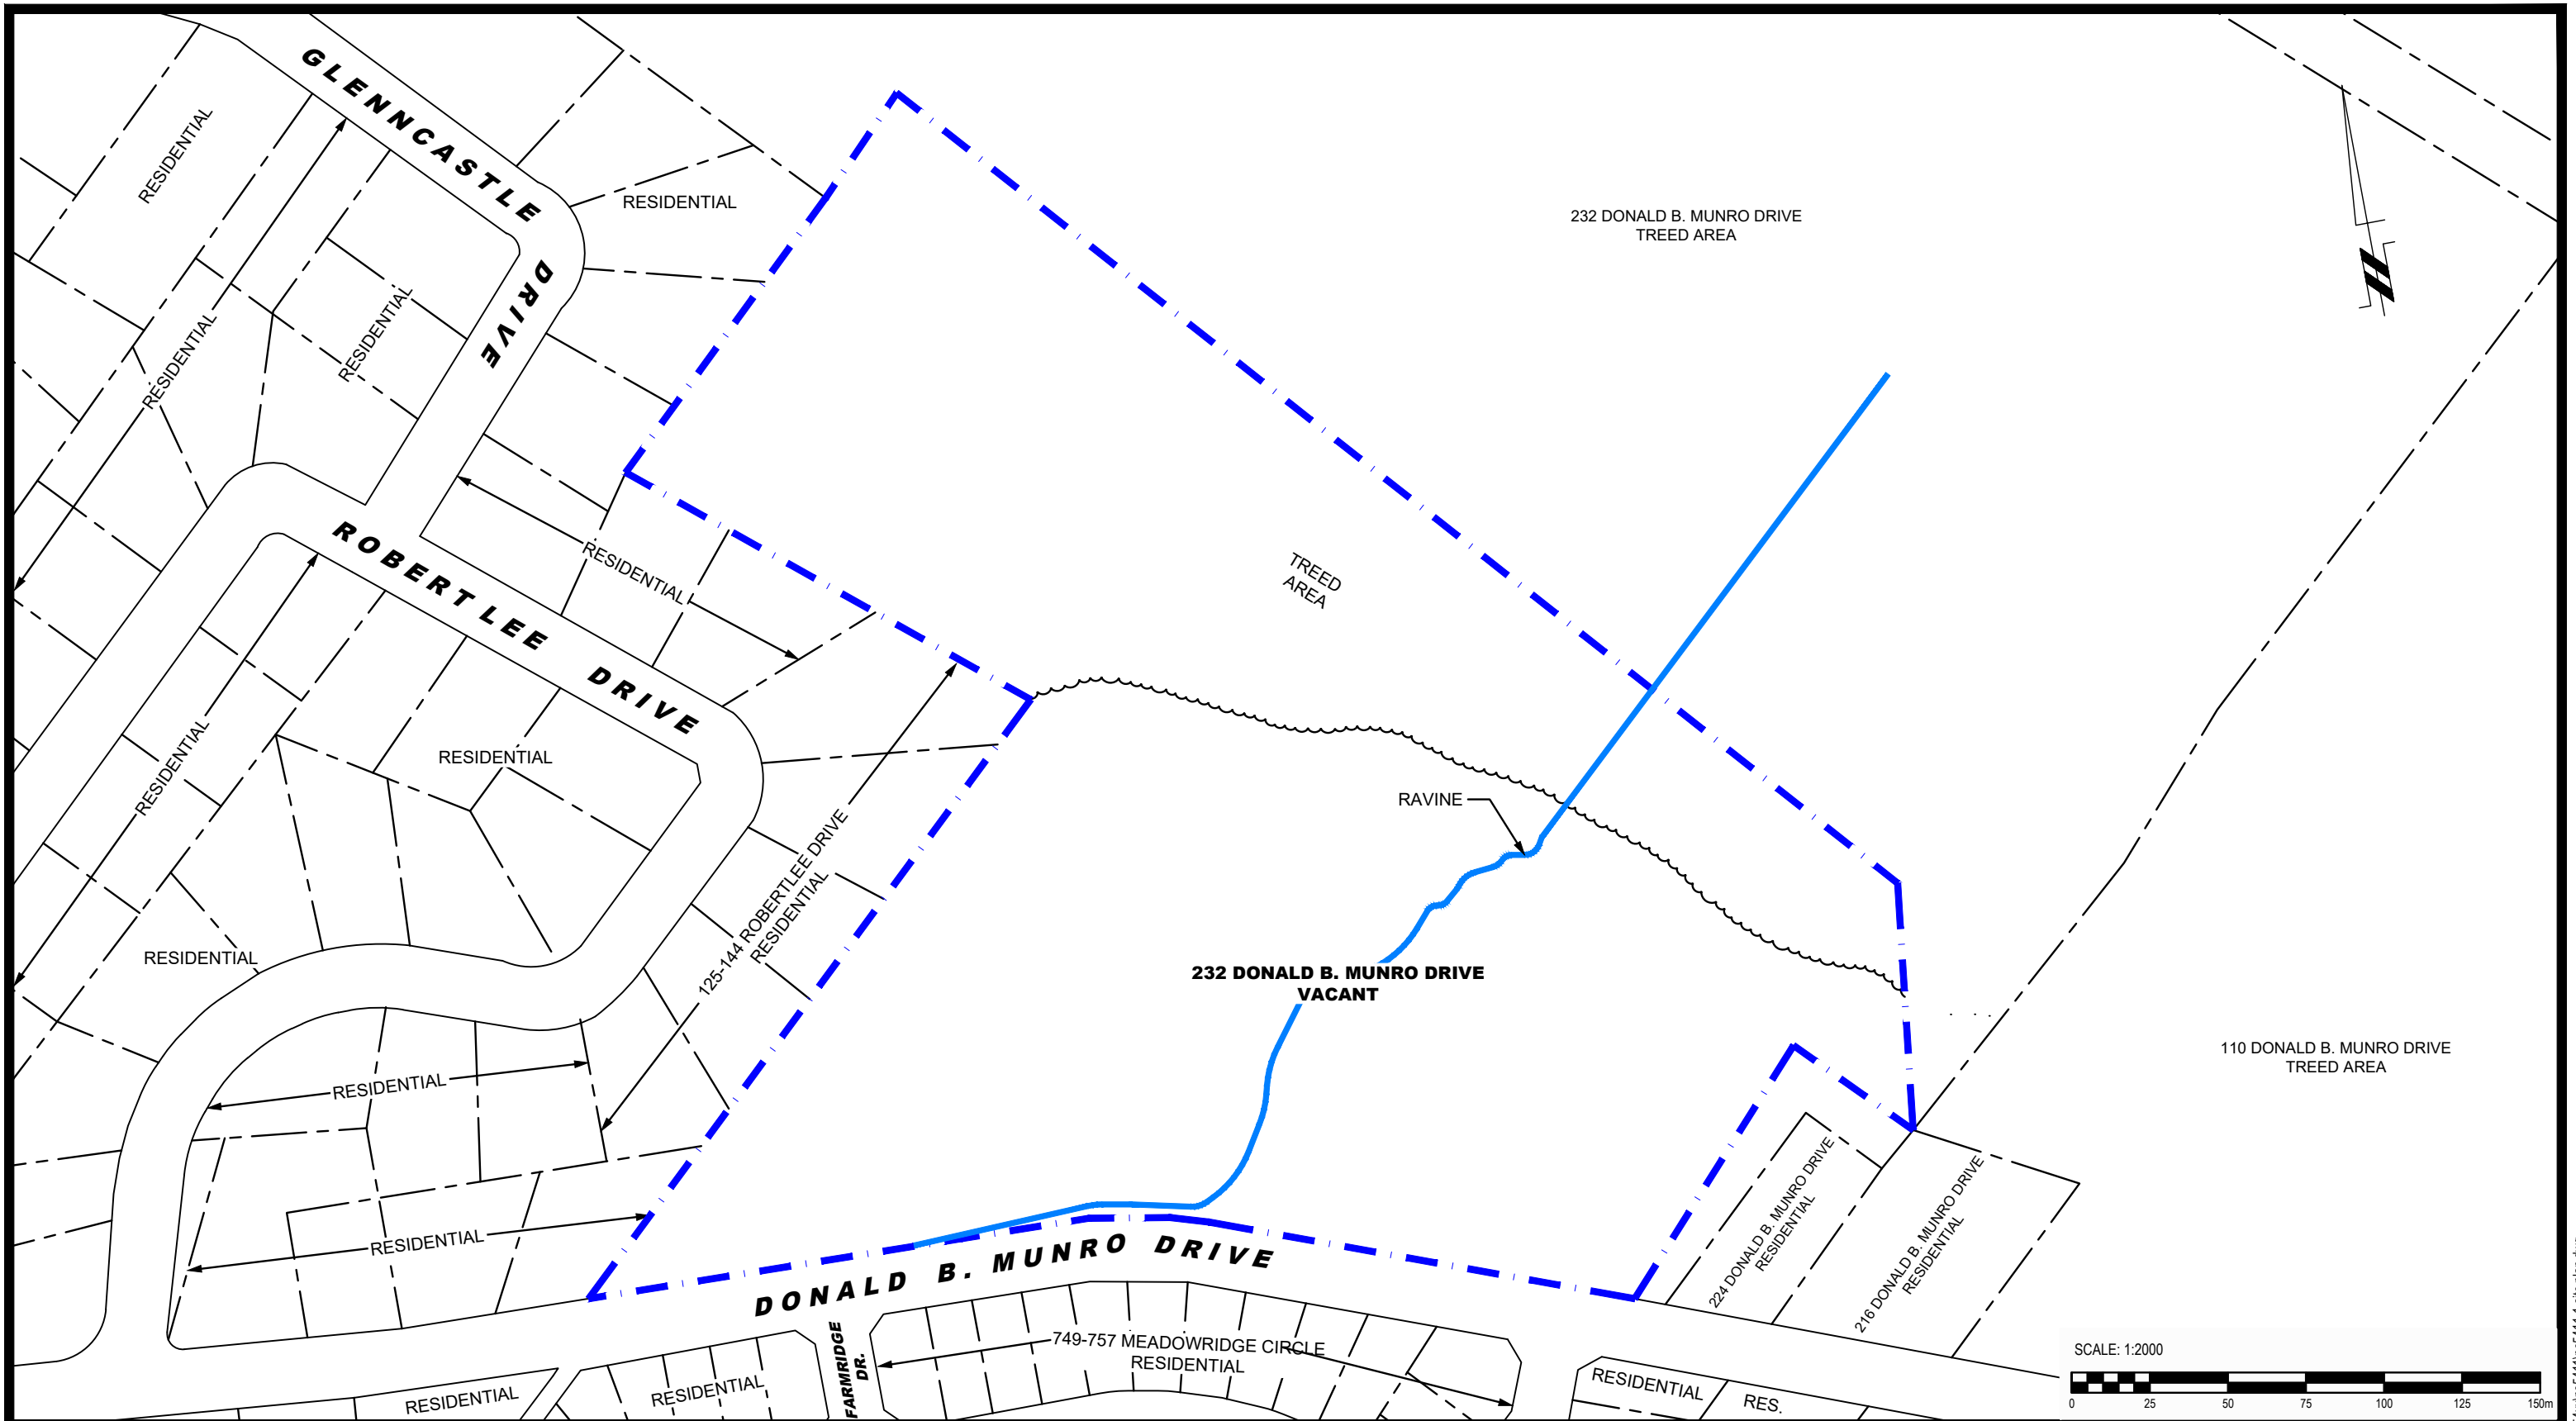 GLENNCASTLE DRIVE
RESIDENTIAL
RESIDENTIAL
RESIDENTIAL
RESIDENTIAL
232 DONALD B. MUNRO DRIVE
TREED AREA
N
ROBERTLEE DRIVE
RESIDENTIAL
TREED
AREA
RESIDENTIAL
RESIDENTIAL
RESIDENTIAL
125-144 ROBERTLEE DRIVE
RESIDENTIAL
RAVINE
232 DONALD B. MUNRO DRIVE
VACANT
110 DONALD B. MUNRO DRIVE
TREED AREA
RESIDENTIAL
RESIDENTIAL
224 DONALD B. MUNRO DRIVE
RESIDENTIAL
216 DONALD B. MUNRO DRIVE
RESIDENTIAL
DONALD B. MUNRO DRIVE
FARMRIDGE
DR.
749-757 MEADOWRIDGE CIRCLE
RESIDENTIAL
RESIDENTIAL
RESIDENTIAL
RESIDENTIAL
RES.
SCALE: 1:2000
0 25 50 75 100 125 150m